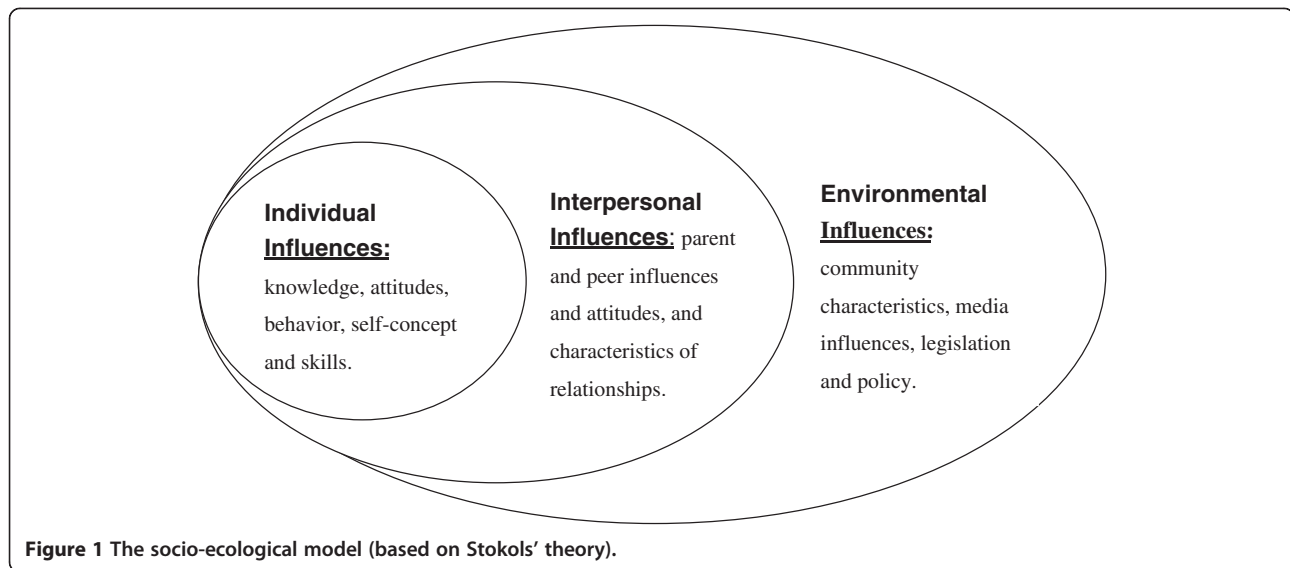 Individual
Influences:
knowledge, attitudes,
behavior, self-concept
and skills.
Interpersonal
Influences: parent
and peer influences
and attitudes, and
characteristics of
relationships.
Environmental
Influences:
community
characteristics, media
influences, legislation
and policy.
Figure 1 The socio-ecological model (based on Stokols’ theory).